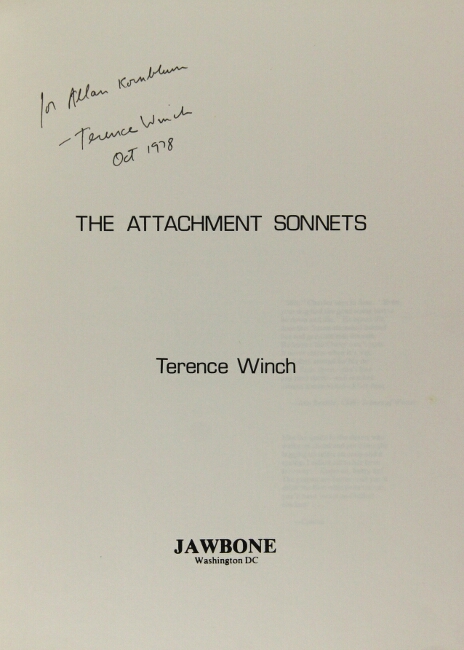 for Allan Kornblum
– Terence Winch
Oct 1978
THE ATTACHMENT SONNETS
Terence Winch
JAWBONE
Washington DC